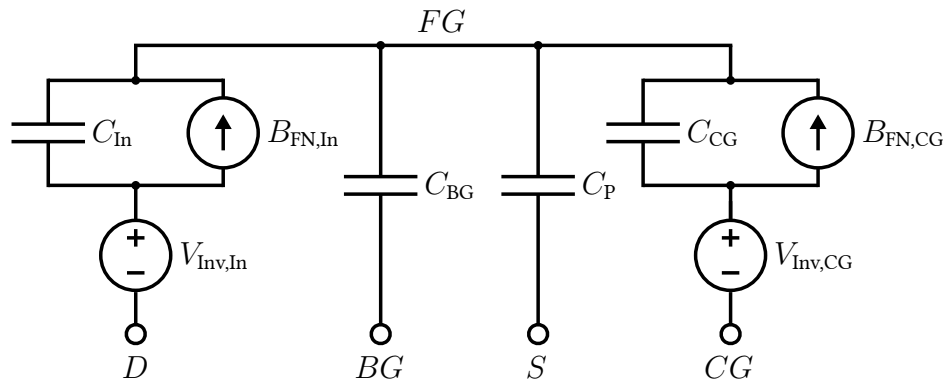 FG
C_In
B_FN,In
C_CG
B_FN,CG
C_BG
C_P
+
−
V_Inv,In
+
−
V_Inv,CG
D
BG
S
CG